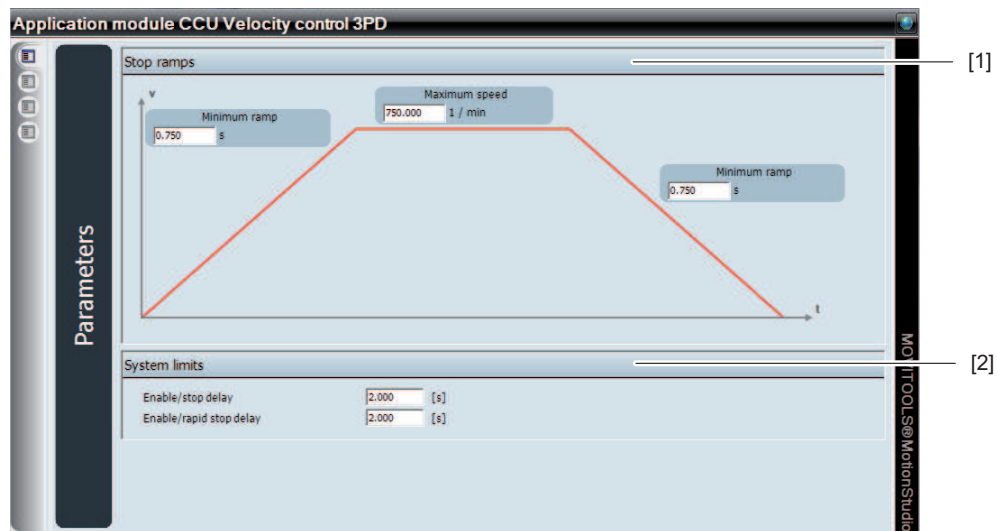 Application module CCU Velocity control 3PD
Parameters
Stop ramps
[1]
v
Maximum speed
750.000 1 / min
Minimum ramp
0.750 s
Minimum ramp
0.750 s
t
System limits
[2]
Enable/stop delay 2.000 [s]
Enable/rapid stop delay 2.000 [s]
MOVITOOLS®MotionStudio